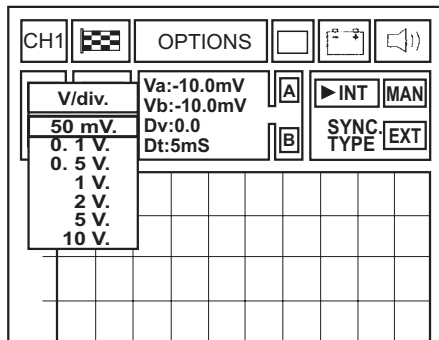 CH1 OPTIONS
V/div.
50 mV.
0. 1 V.
0. 5 V.
1 V.
2 V.
5 V.
10 V.
Va:-10.0mV
Vb:-10.0mV
Dv:0.0
Dt:5mS
A
B
►INT MAN
SYNC. TYPE EXT